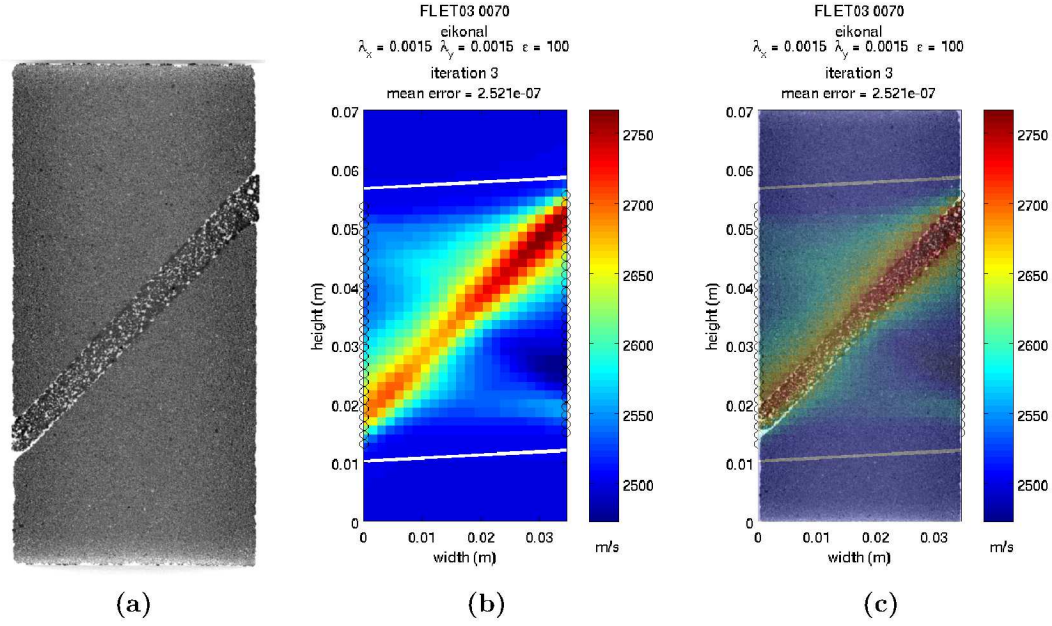 FLET03 0070
eikonal
λx = 0.0015 λy = 0.0015 ε = 100
iteration 3
mean error = 2.521e-07
0.07
0.06
0.05
0.04
0.03
0.02
0.01
0
height (m)
0 0.01 0.02 0.03
width (m)
2750
2700
2650
2600
2550
2500
m/s
FLET03 0070
eikonal
λx = 0.0015 λy = 0.0015 ε = 100
iteration 3
mean error = 2.521e-07
0.07
0.06
0.05
0.04
0.03
0.02
0.01
0
height (m)
0 0.01 0.02 0.03
width (m)
2750
2700
2650
2600
2550
2500
m/s
(a) (b) (c)